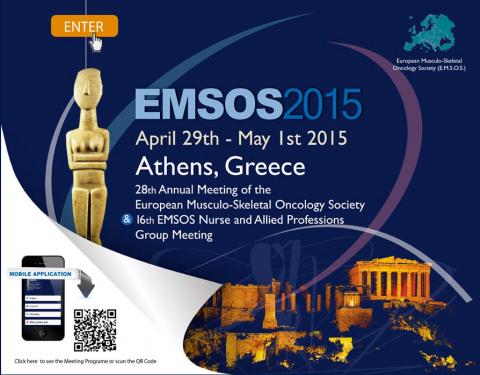 ENTER
European Musculo-Skeletal
Oncology Society (E.M.S.O.S.)
EMSOS2015
April 29th - May 1st 2015
Athens, Greece
28th Annual Meeting of the
European Musculo-Skeletal Oncology Society
& 16th EMSOS Nurse and Allied Professions
Group Meeting
MOBILE APPLICATION
Click here to see the Meeting Programe or scan the QR Code